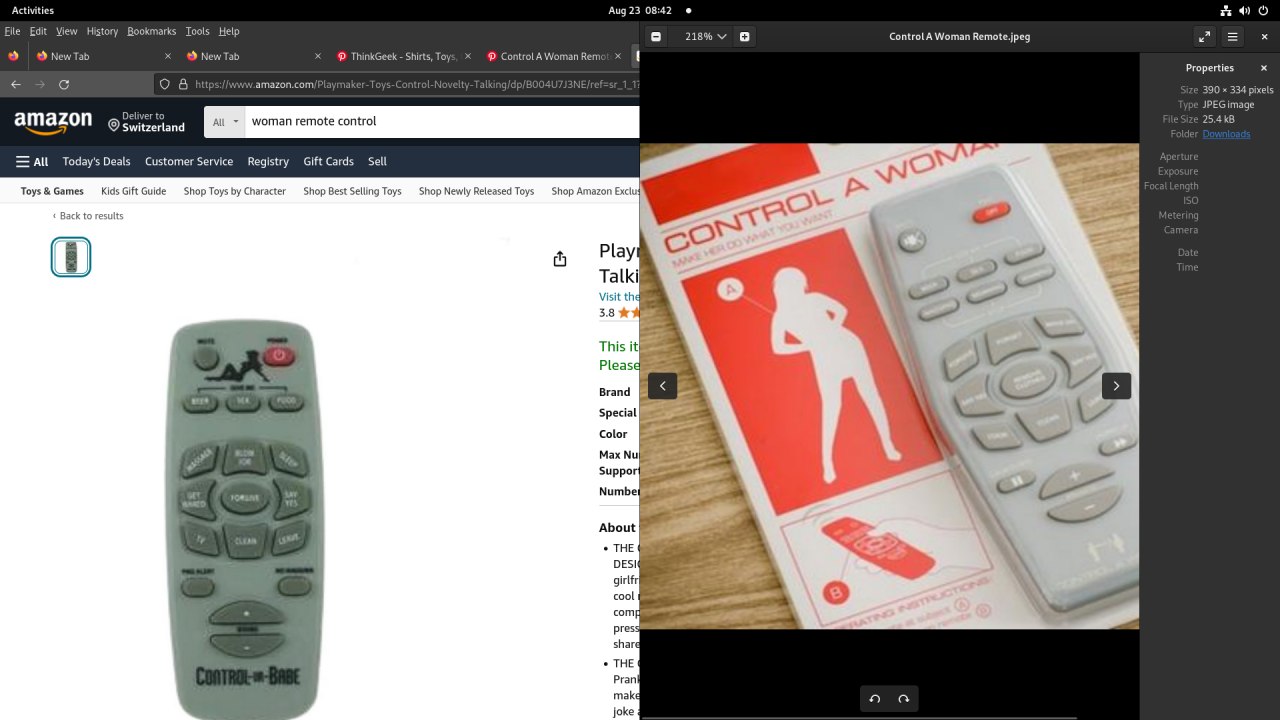 Activities
Aug 23 08:42
File Edit View History Bookmarks Tools Help
New Tab
New Tab
ThinkGeek - Shirts, Toys,
Control A Woman Remot
https://www.amazon.com/Playmaker-Toys-Control-Novelty-Talking/dp/B004U7J3NE/ref=sr_1_1?
amazon
Deliver to
Switzerland
All
woman remote control
All Today's Deals Customer Service Registry Gift Cards Sell
Toys & Games Kids Gift Guide Shop Toys by Character Shop Best Selling Toys Shop Newly Released Toys Shop Amazon Exclus
‹ Back to results
Playm
Talki
Visit the
3.8
This it
Please
Brand
Special
Color
Max Nu
Support
Number
About
• THE
DESI
girlfr
cool
comp
press
share
• THE
Prank
make
joke
MUTE
POWER
GIVE ME!
BEER
SEX
FOOD
MASSAGE
BLOW
JOB
SLEEP
GET
NAKED
FORGIVE
SAY
YES
TV
CLEAN
LEAVE
PMS ALERT
NO NAGGING
+
-
CONTROL-UR-BABE
218%
Control A Woman Remote.jpeg
CONTROL A WOMAN
MAKE HER DO WHAT YOU WANT
A
OFF
REMOVE
CLOTHES
B
OPERATING INSTRUCTIONS:
Properties
Size 390 × 334 pixels
Type JPEG image
File Size 25.4 kB
Folder Downloads
Aperture
Exposure
Focal Length
ISO
Metering
Camera
Date
Time